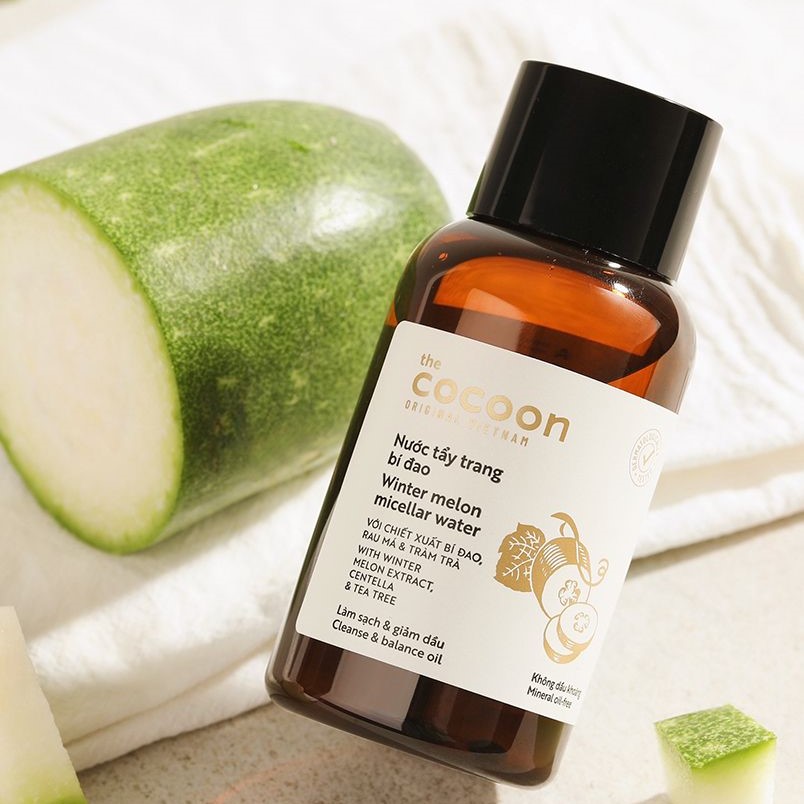 the
cocoon
ORIGINAL VIETNAM
Nước tẩy trang
bí đao
Winter melon
micellar water
VỚI CHIẾT XUẤT BÍ ĐAO,
RAU MÁ & TRÀM TRÀ
WITH WINTER
MELON EXTRACT,
CENTELLA
& TEA TREE
Làm sạch & giảm dầu
Cleanse & balance oil
Không dầu khoáng
Mineral oil-free